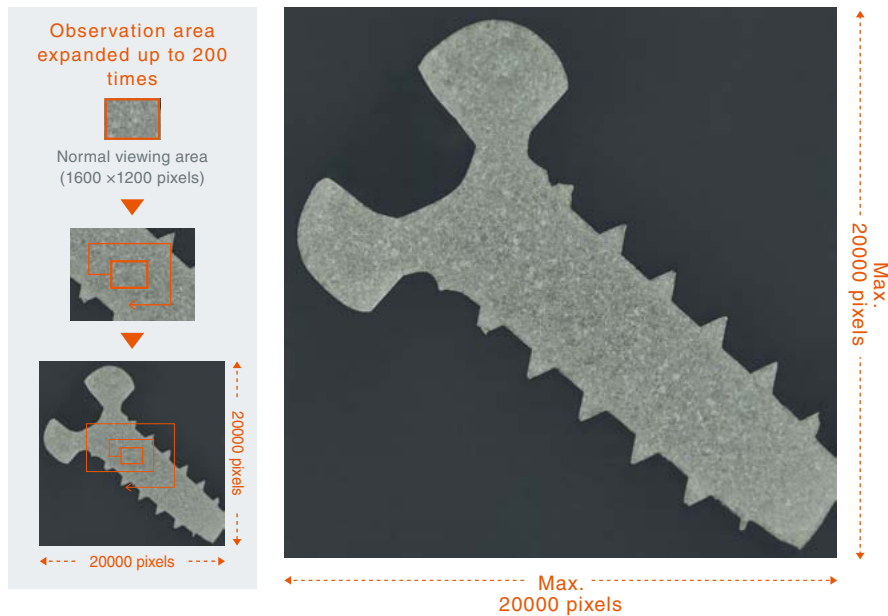 Observation area
expanded up to 200
times
Normal viewing area
(1600 ×1200 pixels)
20000 pixels
20000 pixels
Max.
20000 pixels
Max.
20000 pixels